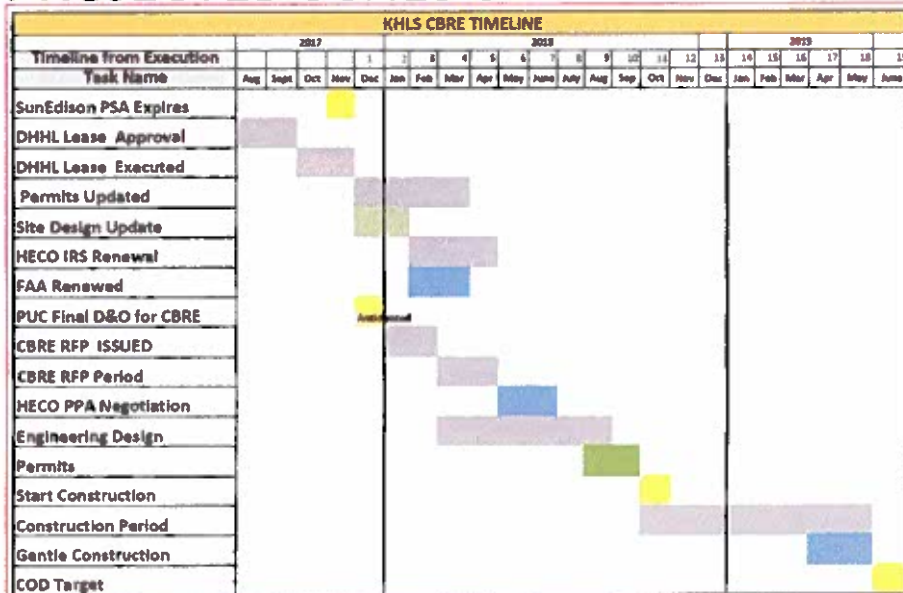 KHLS CBRE TIMELINE
2017 2018 2019
Timeline from Execution 1 2 3 4 5 6 7 8 9 10 11 12 13 14 15 16 17 18 19
Task Name Aug Sept Oct Nov Dec Jan Feb Mar Apr May June July Aug Sep Oct Nov Dec Jan Feb Mar Apr May June
SunEdison PSA Expires
DHHL Lease Approval
DHHL Lease Executed
Permits Updated
Site Design Update
HECO IRS Renewal
FAA Renewed
PUC Final D&O for CBRE
CBRE RFP ISSUED
CBRE RFP Period
HECO PPA Negotiation
Engineering Design
Permits
Start Construction
Construction Period
Gentie Construction
COD Target